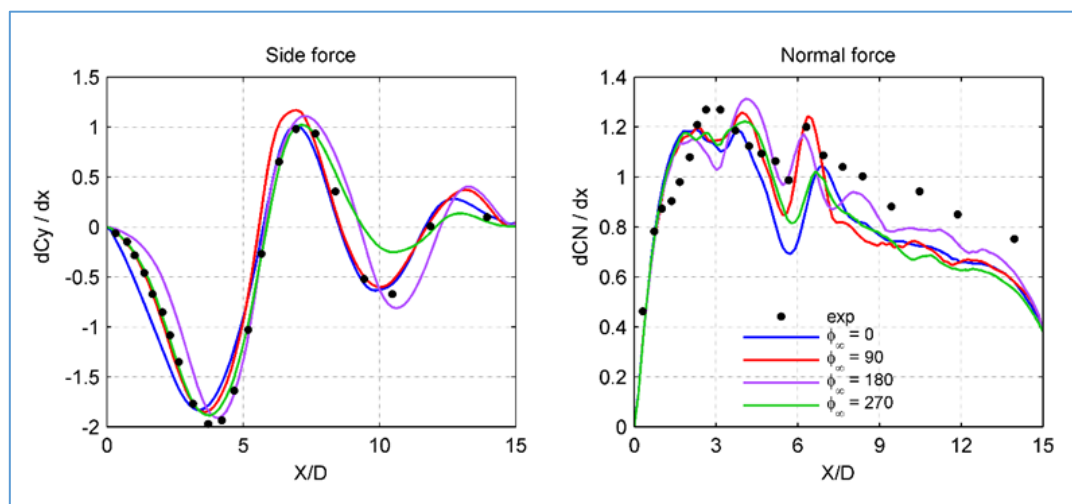 Side force
1.5
1
0.5
0
-0.5
-1
-1.5
-2
0 5 10 15
X/D
dCy / dx
Normal force
1.4
1.2
1
0.8
0.6
0.4
0.2
0
0 3 6 9 12 15
X/D
dCN / dx
exp
ϕ∞ = 0
ϕ∞ = 90
ϕ∞ = 180
ϕ∞ = 270